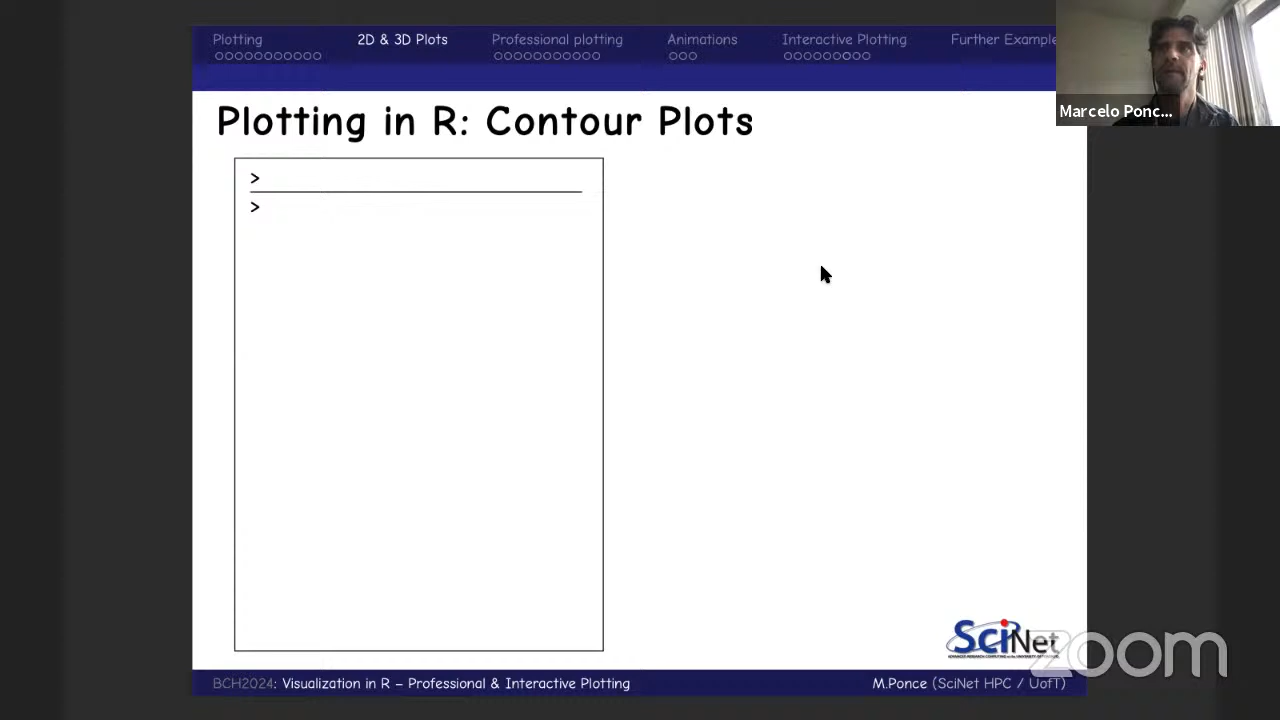 Plotting
2D & 3D Plots
Professional plotting
Animations
Interactive Plotting
Further Example
Marcelo Ponc...
Plotting in R: Contour Plots
>
>
SciNet
zoom
BCH2024: Visualization in R – Professional & Interactive Plotting
M.Ponce (SciNet HPC / UofT)